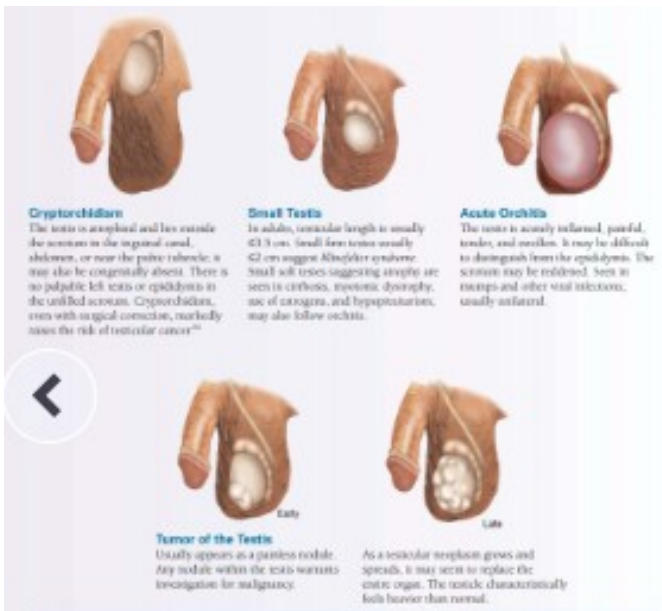 Cryptorchidism
The testis is atrophied and lies outside
the scrotum in the inguinal canal,
abdomen, or near the pubic tubercle; it
may also be congenitally absent. There is
no palpable left testis or epididymis in
the unfilled scrotum. Cryptorchidism,
even with surgical correction, markedly
raises the risk of testicular cancer
Small Testis
In adults, testicular length is usually
≤3.5 cm. Small firm testes usually
≤2 cm suggest Klinefelter syndrome.
Small soft testes suggesting atrophy are
seen in cirrhosis, myotonic dystrophy,
use of estrogens, and hypopituitarism;
may also follow orchitis.
Acute Orchitis
The testis is acutely inflamed, painful,
tender, and swollen. It may be difficult
to distinguish from the epididymis. The
scrotum may be reddened. Seen in
mumps and other viral infections;
usually unilateral.
Early
Late
Tumor of the Testis
Usually appears as a painless nodule.
Any nodule within the testis warrants
investigation for malignancy.
As a testicular neoplasm grows and
spreads, it may seem to replace the
entire organ. The testicle characteristically
feels heavier than normal.